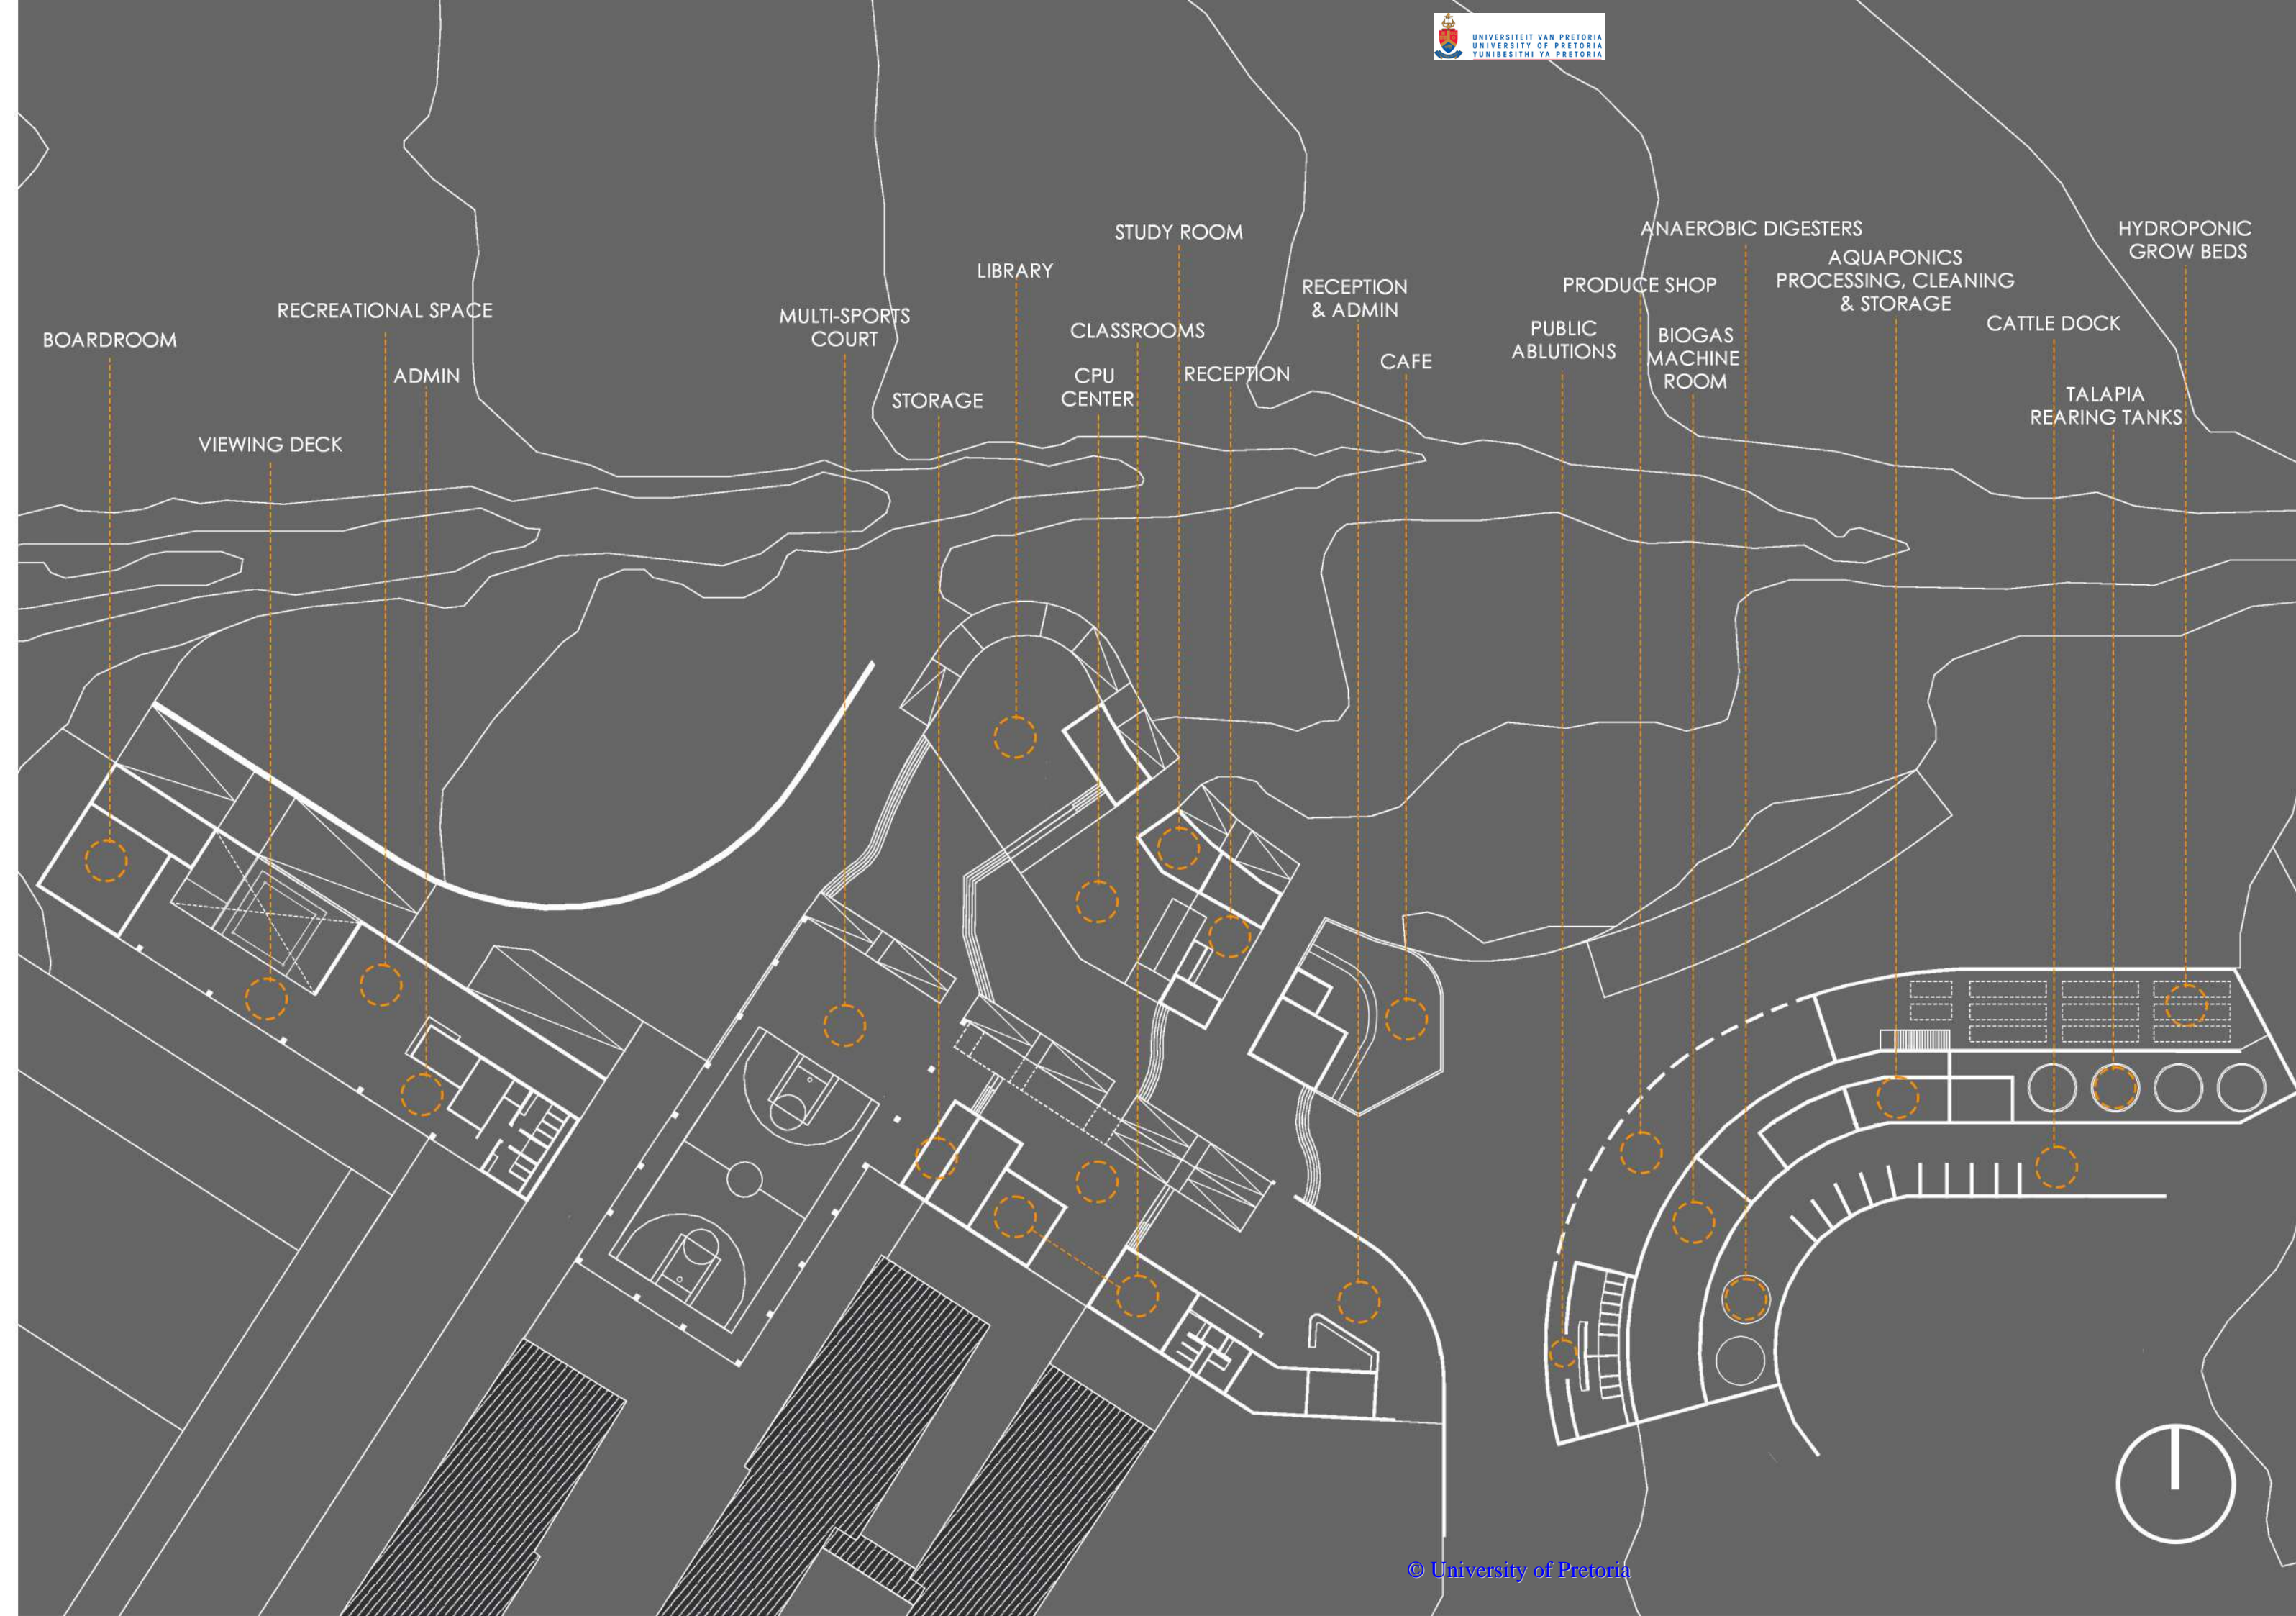 UNIVERSITEIT VAN PRETORIA
UNIVERSITY OF PRETORIA
YUNIBESITHI YA PRETORIA
BOARDROOM
VIEWING DECK
RECREATIONAL SPACE
ADMIN
MULTI-SPORTS
COURT
STORAGE
LIBRARY
CPU
CENTER
CLASSROOMS
STUDY ROOM
RECEPTION
RECEPTION
& ADMIN
CAFE
PUBLIC
ABLUTIONS
PRODUCE SHOP
BIOGAS
MACHINE
ROOM
ANAEROBIC DIGESTERS
AQUAPONICS
PROCESSING, CLEANING
& STORAGE
CATTLE DOCK
TALAPIA
REARING TANKS
HYDROPONIC
GROW BEDS
© University of Pretoria